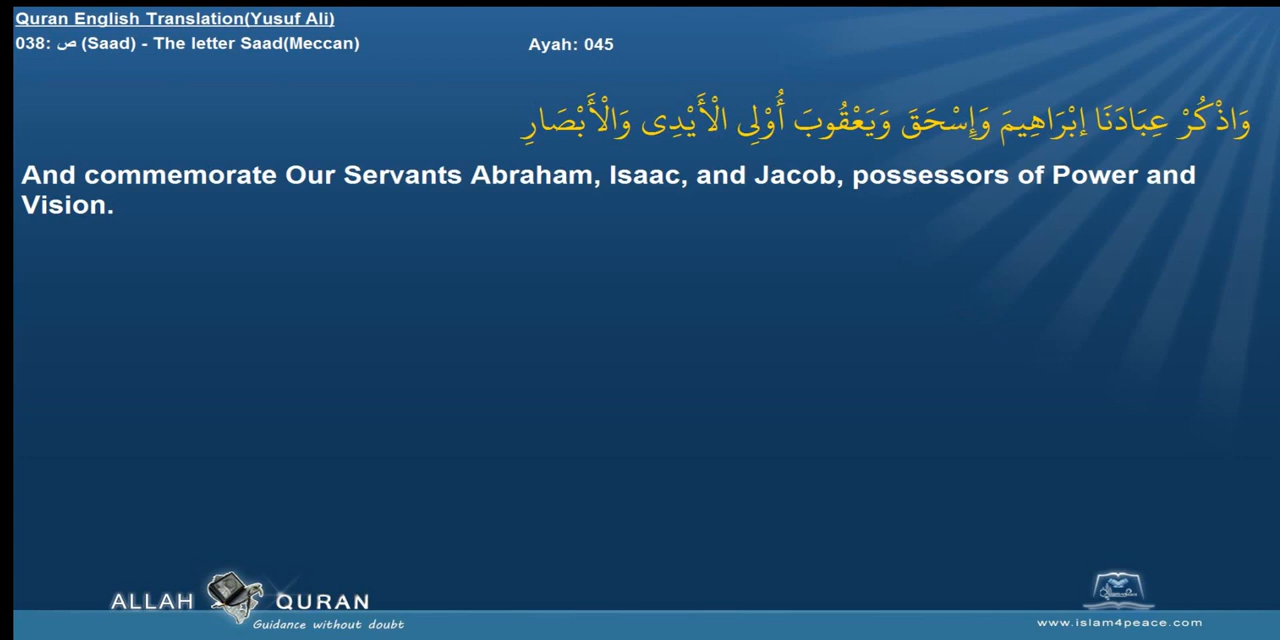 Quran English Translation(Yusuf Ali)
038: ص (Saad) - The letter Saad(Meccan) Ayah: 045
وَاذْكُرْ عِبَادَنَا إبْرَاهِيمَ وَإِسْحَقَ وَيَعْقُوبَ أُوْلِى الْأَيْدِى وَالْأَبْصَارِ
And commemorate Our Servants Abraham, Isaac, and Jacob, possessors of Power and
Vision.
ALLAH QURAN
Guidance without doubt
www.islam4peace.com